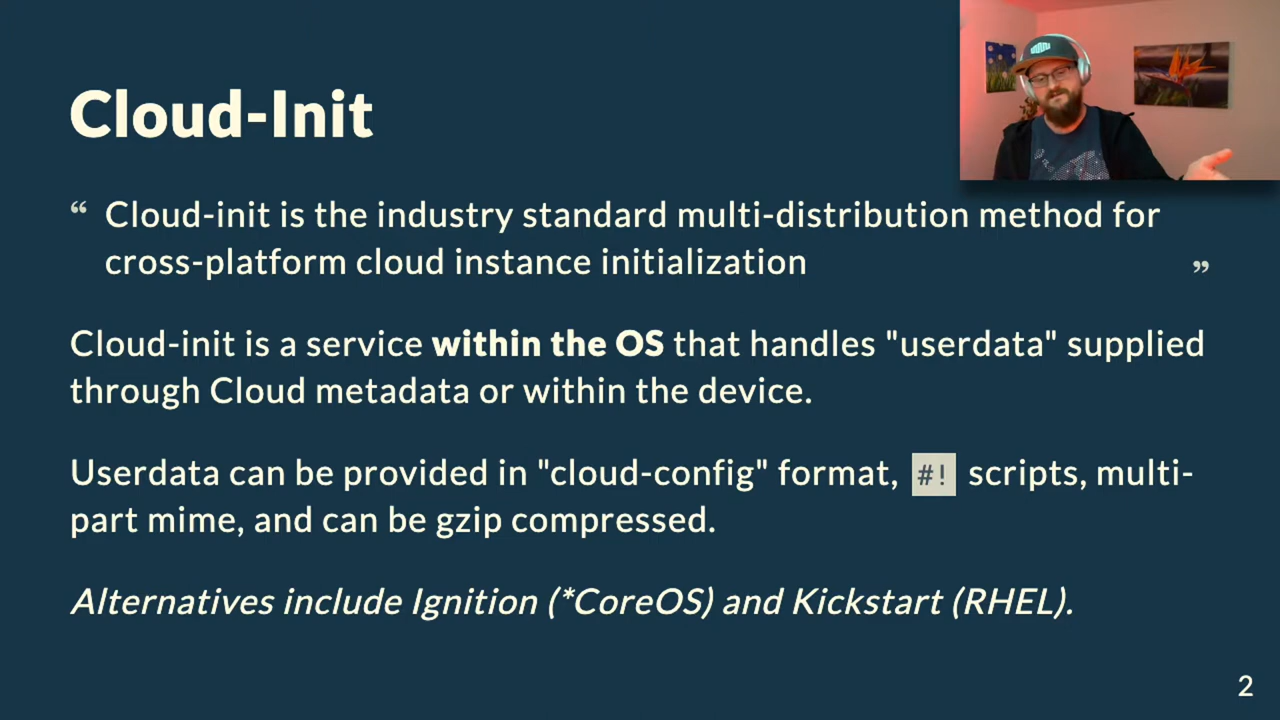 Cloud-Init
“ Cloud-init is the industry standard multi-distribution method for
cross-platform cloud instance initialization ”
Cloud-init is a service within the OS that handles "userdata" supplied
through Cloud metadata or within the device.
Userdata can be provided in "cloud-config" format, #! scripts, multi-
part mime, and can be gzip compressed.
Alternatives include Ignition (*CoreOS) and Kickstart (RHEL).
2